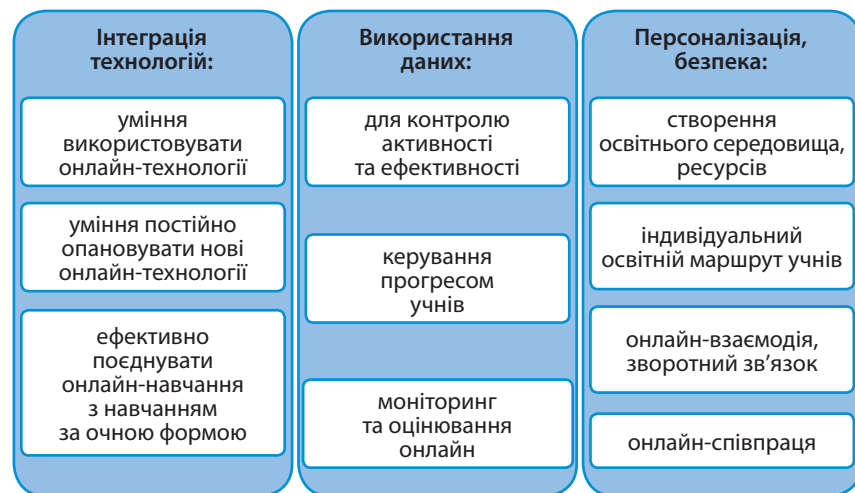 Інтеграція
технологій:
уміння
використовувати
онлайн-технології
уміння постійно
опановувати нові
онлайн-технології
ефективно
поєднувати
онлайн-навчання
з навчанням
за очною формою
Використання
даних:
для контролю
активності
та ефективності
керування
прогресом
учнів
моніторинг
та оцінювання
онлайн
Персоналізація,
безпека:
створення
освітнього середовища,
ресурсів
індивідуальний
освітній маршрут учнів
онлайн-взаємодія,
зворотний зв’язок
онлайн-співпраця